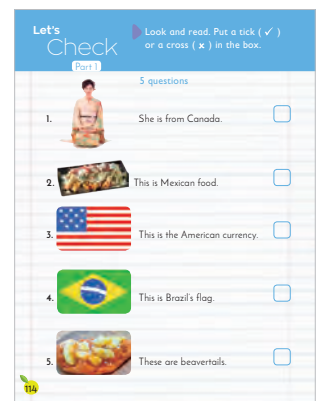 Let's
Check
Part 1
Look and read. Put a tick ( ✓ )
or a cross ( x ) in the box.
5 questions
1. She is from Canada.
2. This is Mexican food.
3. This is the American currency.
4. This is Brazil's flag.
5. These are beavertails.
114